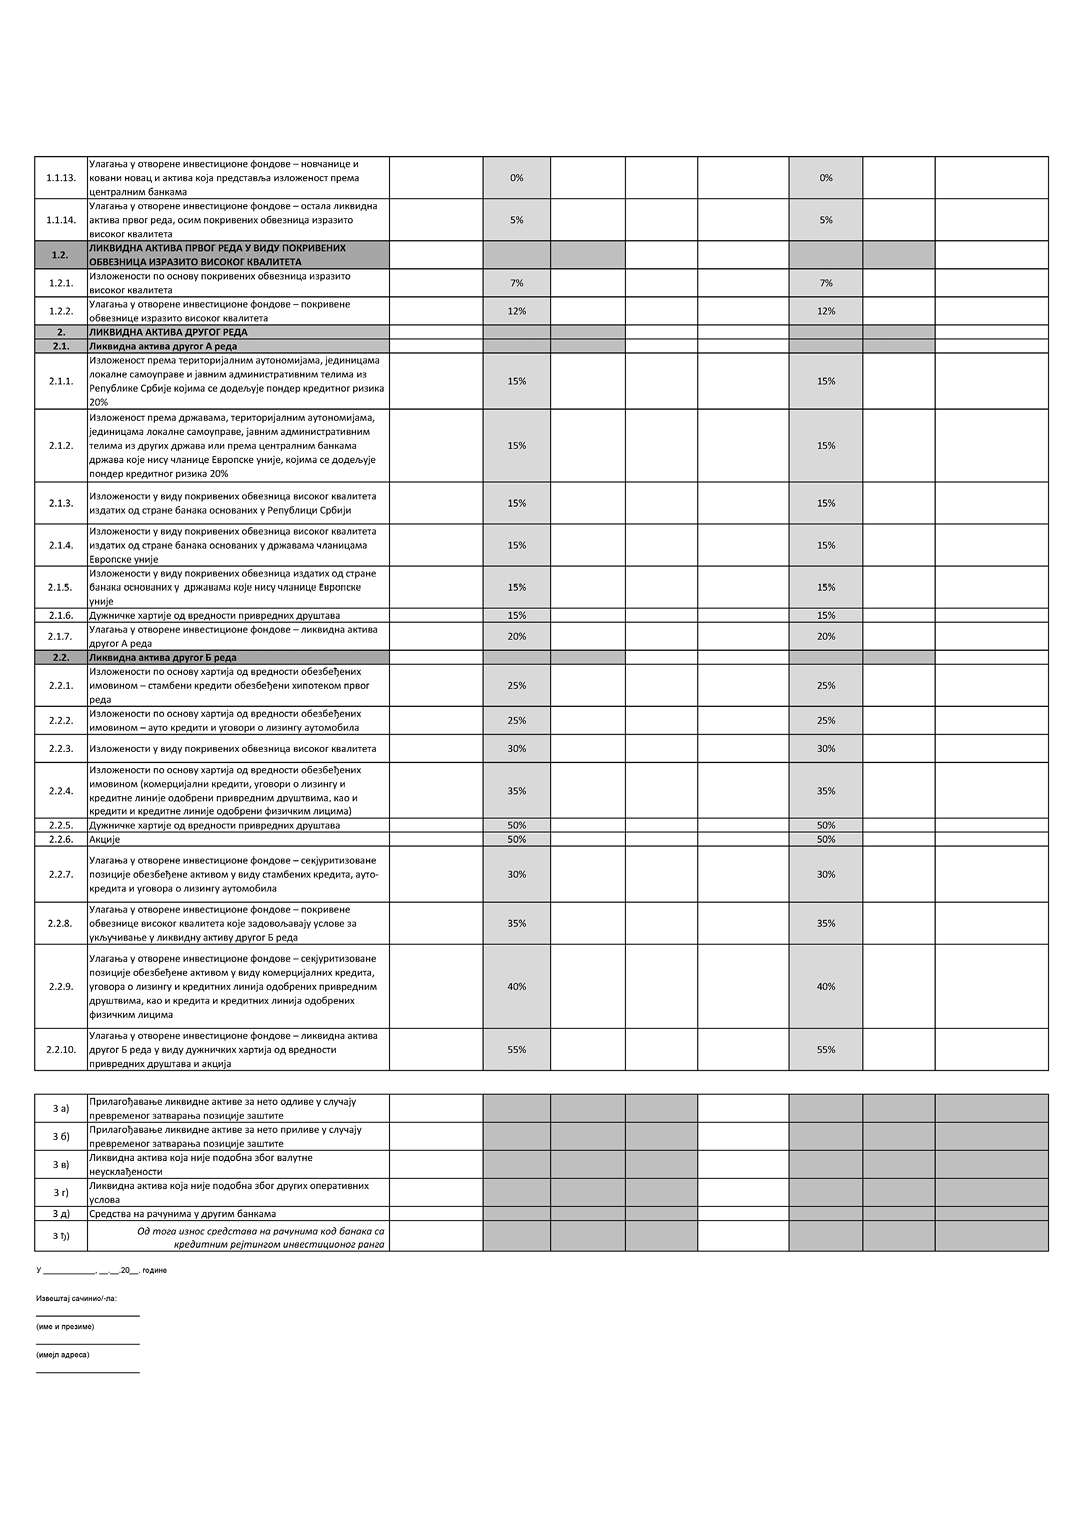 1.1.13.
Улагања у отворене инвестиционе фондове – новчанице и
ковани новац и актива која представља изложеност према
централним банкама
0%
0%
1.1.14.
Улагања у отворене инвестиционе фондове – остала ликвидна
актива првог реда, осим покривених обвезница изразито
високог квалитета
5%
5%
1.2.
ЛИКВИДНА АКТИВА ПРВОГ РЕДА У ВИДУ ПОКРИВЕНИХ
ОБВЕЗНИЦА ИЗРАЗИТО ВИСОКОГ КВАЛИТЕТА
1.2.1.
Изложености по основу покривених обвезница изразито
високог квалитета
7%
7%
1.2.2.
Улагања у отворене инвестиционе фондове – покривене
обвезнице изразито високог квалитета
12%
12%
2.
ЛИКВИДНА АКТИВА ДРУГОГ РЕДА
2.1.
Ликвидна актива другог А реда
2.1.1.
Изложеност према територијалним аутономијама, јединицама
локалне самоуправе и јавним административним телима из
Републике Србије којима се додељује пондер кредитног ризика
20%
15%
15%
2.1.2.
Изложеност према државама, територијалним аутономијама,
јединицама локалне самоуправе, јавним административним
телима из других држава или према централним банкама
држава које нису чланице Европске уније, којима се додељује
пондер кредитног ризика 20%
15%
15%
2.1.3.
Изложености у виду покривених обвезница високог квалитета
издатих од стране банака основаних у Републици Србији
15%
15%
2.1.4.
Изложености у виду покривених обвезница високог квалитета
издатих од стране банака основаних у државама чланицама
Европске уније
15%
15%
2.1.5.
Изложености у виду покривених обвезница издатих од стране
банака основаних у државама које нису чланице Европске
уније
15%
15%
2.1.6.
Дужничке хартије од вредности привредних друштава
15%
15%
2.1.7.
Улагања у отворене инвестиционе фондове – ликвидна актива
другог А реда
20%
20%
2.2.
Ликвидна актива другог Б реда
2.2.1.
Изложености по основу хартија од вредности обезбеђених
имовином – стамбени кредити обезбеђени хипотеком првог
реда
25%
25%
2.2.2.
Изложености по основу хартија од вредности обезбеђених
имовином – ауто кредити и уговори о лизингу аутомобила
25%
25%
2.2.3.
Изложености у виду покривених обвезница високог квалитета
30%
30%
2.2.4.
Изложености по основу хартија од вредности обезбеђених
имовином (комерцијални кредити, уговори о лизингу и
кредитне линије одобрени привредним друштвима, као и
кредити и кредитне линије одобрени физичким лицима)
35%
35%
2.2.5.
Дужничке хартије од вредности привредних друштава
50%
50%
2.2.6.
Акције
50%
50%
2.2.7.
Улагања у отворене инвестиционе фондове – секјуритизоване
позиције обезбеђене активом у виду стамбених кредита, ауто-
кредита и уговора о лизингу аутомобила
30%
30%
2.2.8.
Улагања у отворене инвестиционе фондове – покривене
обвезнице високог квалитета које задовољавају услове за
укључивање у ликвидну активу другог Б реда
35%
35%
2.2.9.
Улагања у отворене инвестиционе фондове – секјуритизоване
позиције обезбеђене активом у виду комерцијалних кредита,
уговора о лизингу и кредитних линија одобрених привредним
друштвима, као и кредита и кредитних линија одобрених
физичким лицима
40%
40%
2.2.10.
Улагања у отворене инвестиционе фондове – ликвидна актива
другог Б реда у виду дужничких хартија од вредности
привредних друштава и акција
55%
55%
3 а)
Прилагођавање ликвидне активе за нето одливе у случају
превременог затварања позиције заштите
3 б)
Прилагођавање ликвидне активе за нето приливе у случају
превременог затварања позиције заштите
3 в)
Ликвидна актива која није подобна због валутне
неусклађености
3 г)
Ликвидна актива која није подобна због других оперативних
услова
3 д)
Средства на рачунима у другим банкама
3 ђ)
Од тога износ средстава на рачунима код банака са
кредитним рејтингом инвестиционог ранга
У ____________, __.__.20__. године
Извештај сачинио/-ла:
(име и презиме)
(имејл адреса)